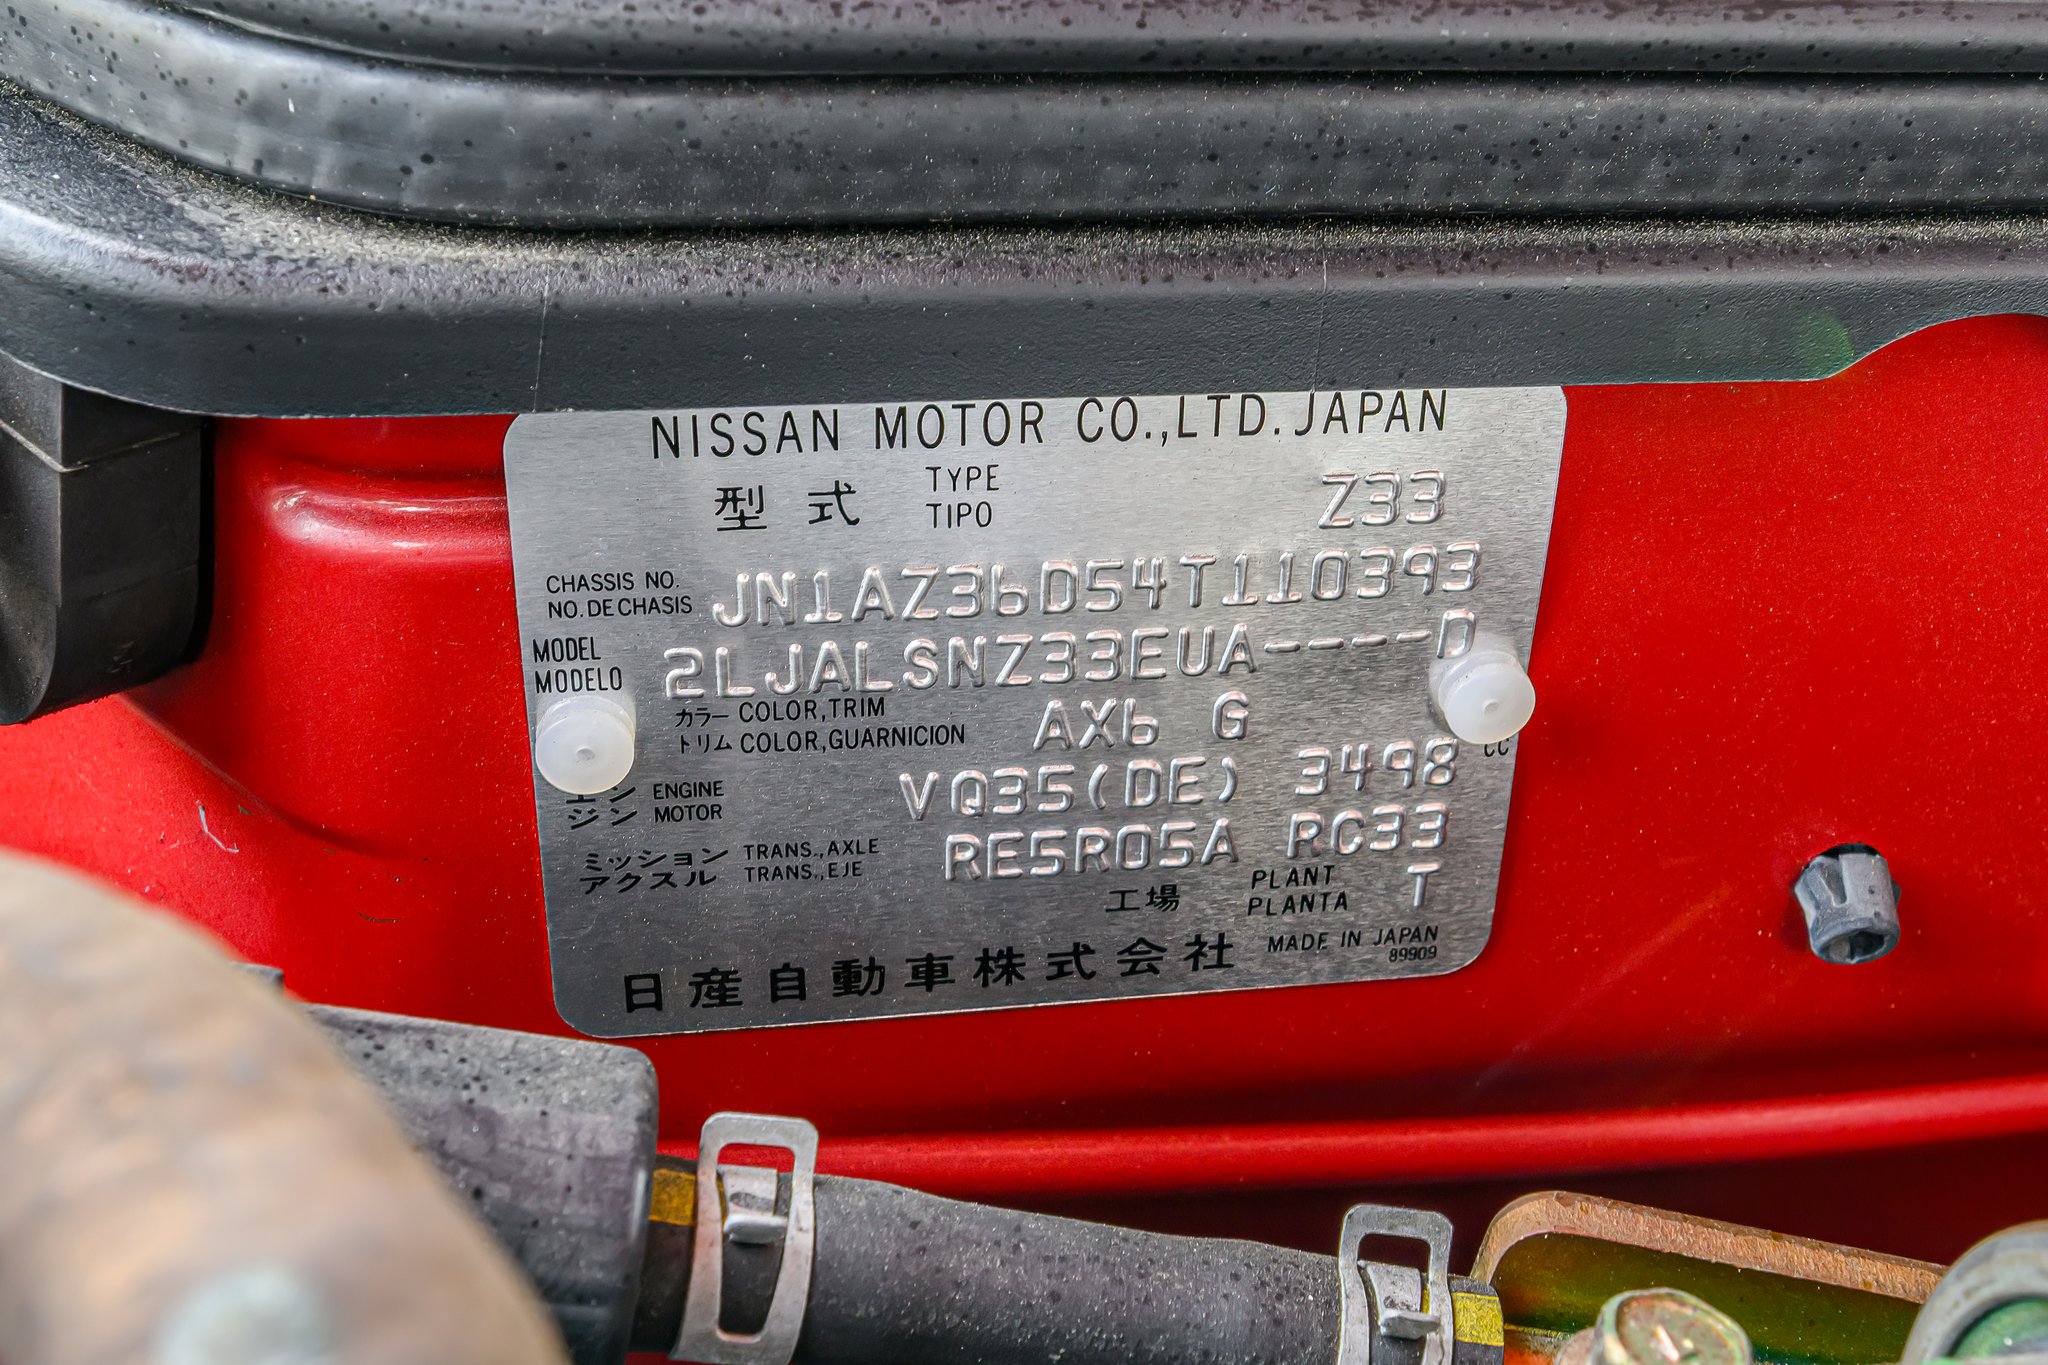 NISSAN MOTOR CO.,LTD. JAPAN
型式 TYPE Z33
TIPO
CHASSIS NO. JN1AZ36D54T110393
NO. DE CHASIS
MODEL 2LJALSNZ33EUA----D
MODELO
カラー COLOR,TRIM AX6 G
トリム COLOR,GUARNICION
エン ENGINE VQ35(DE) 3498 CC
ジン MOTOR
ミッション TRANS.,AXLE RE5R05A RC33
アクスル TRANS.,EJE
工場 PLANT T
PLANTA
日産自動車株式会社 MADE IN JAPAN
89909